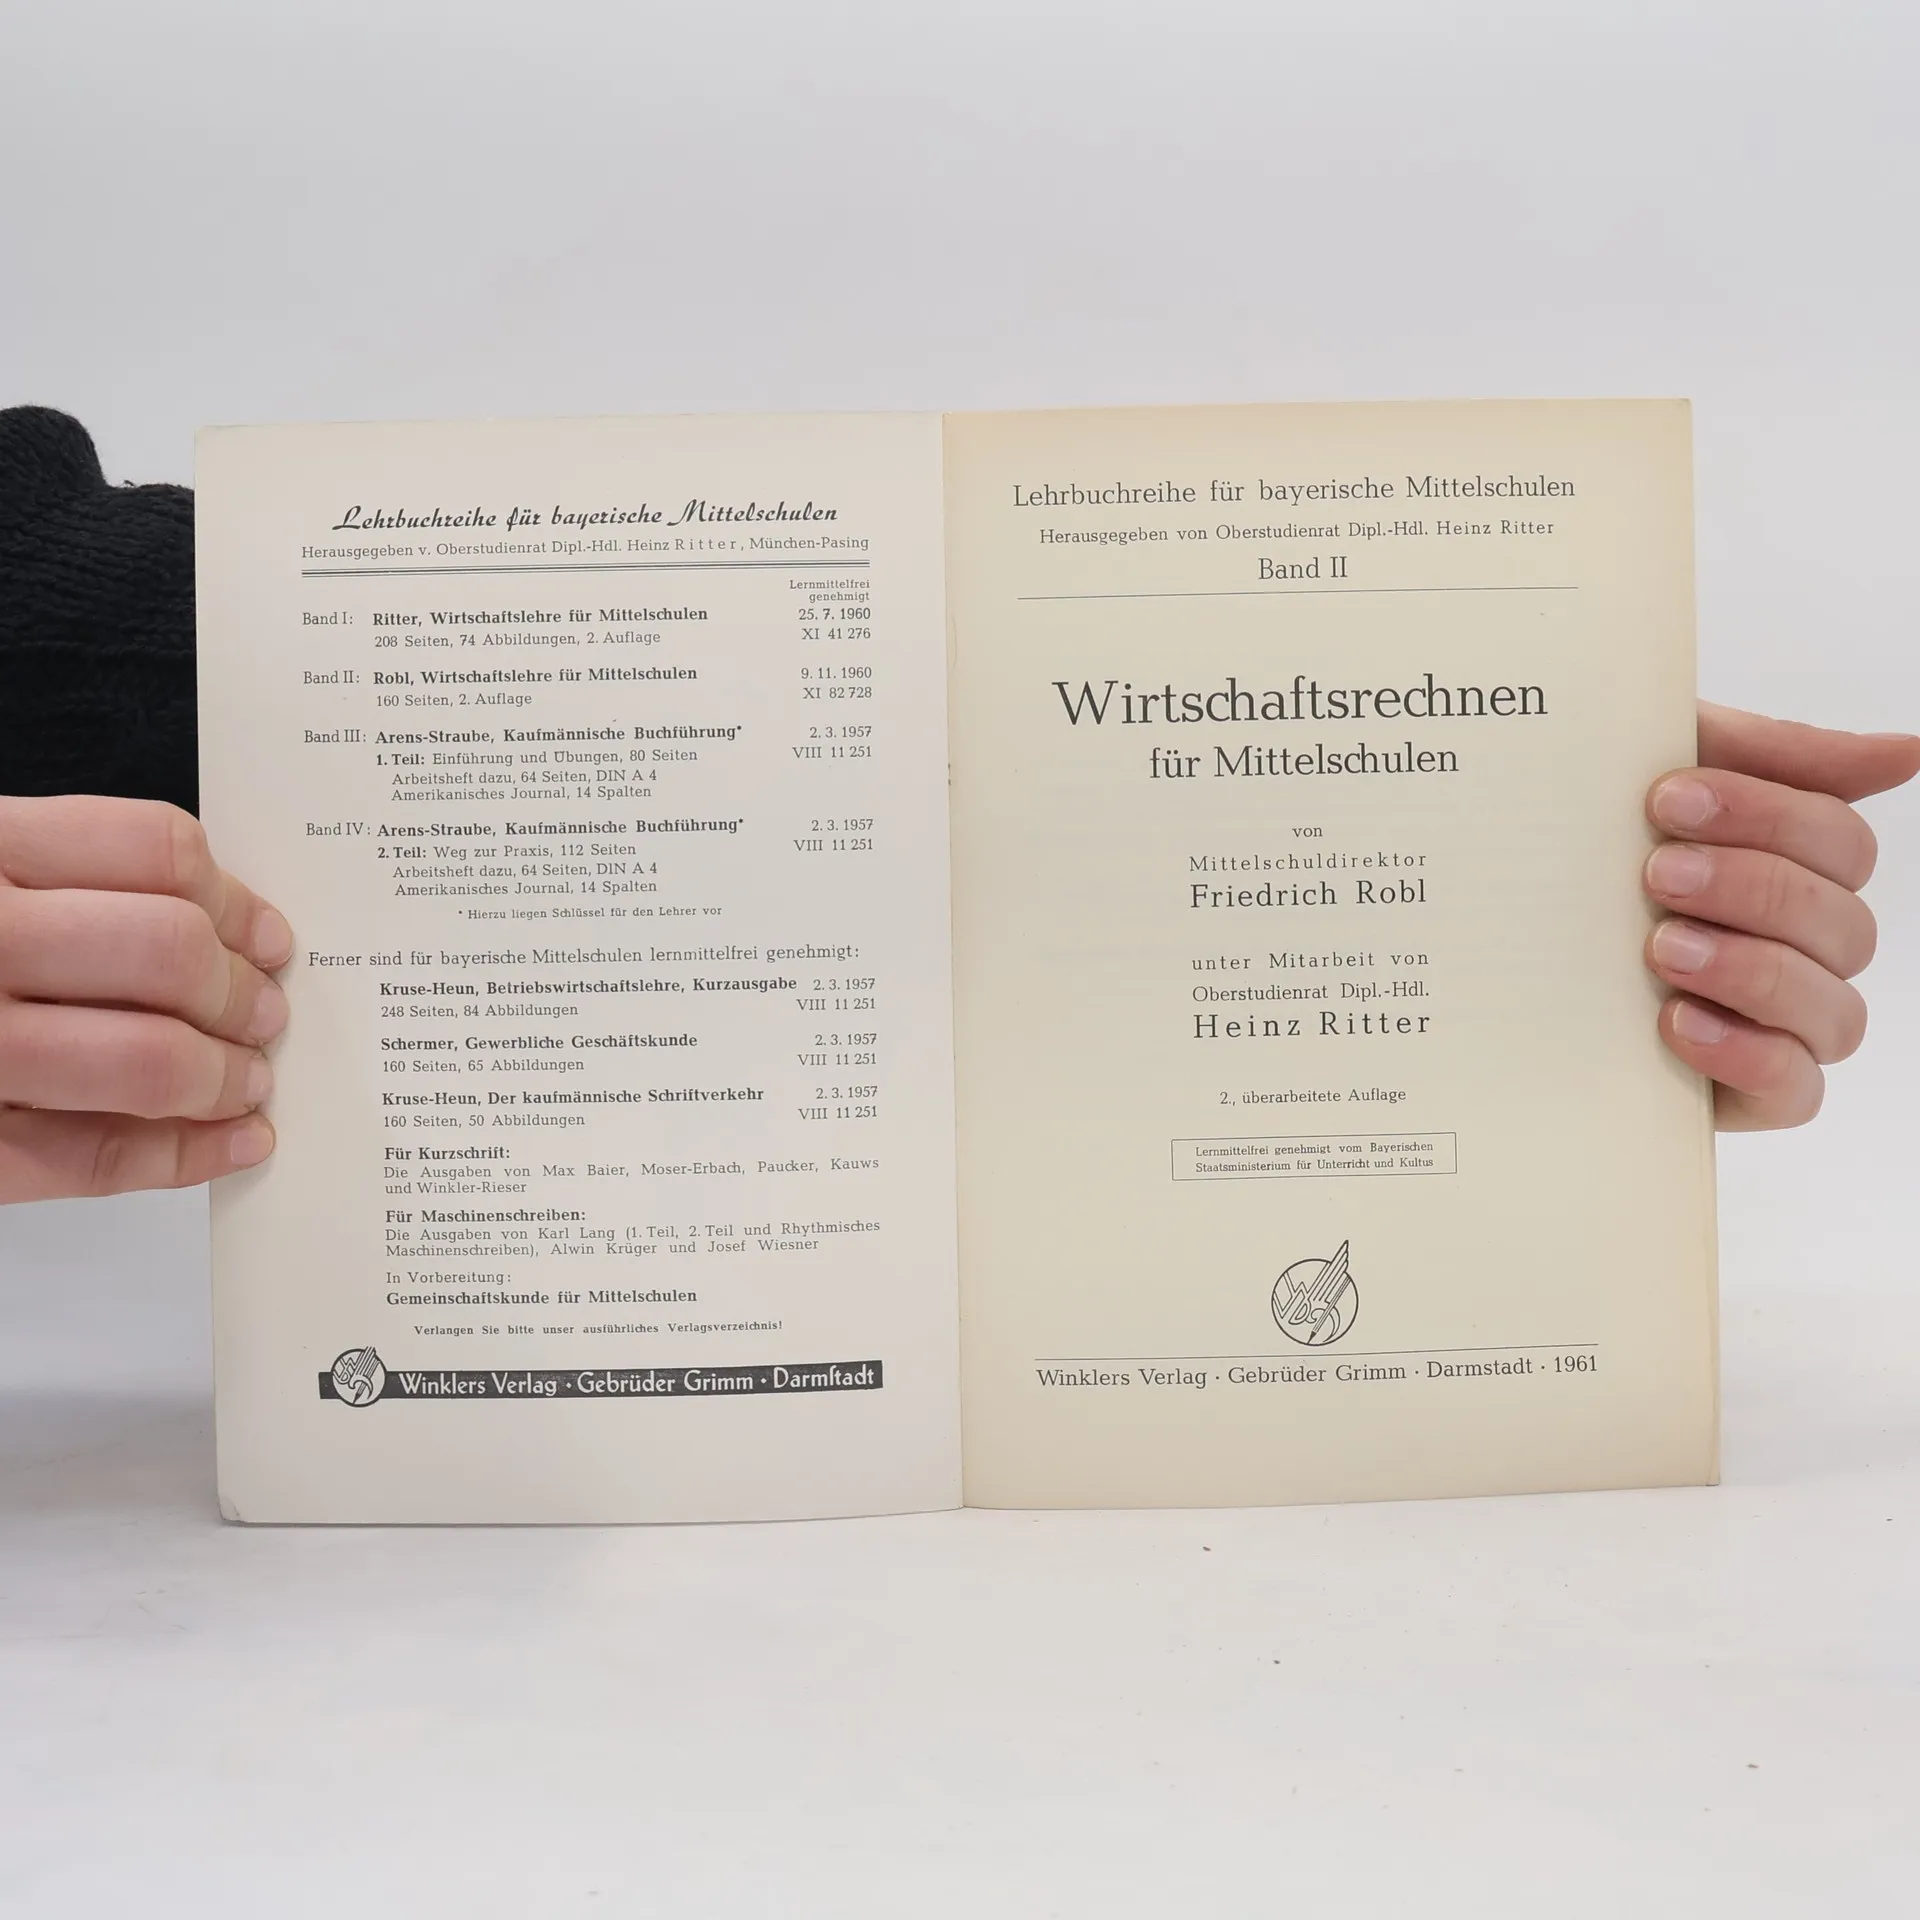 Lehrbuchreihe für bayerische Mittelschulen
Herausgegeben v. Oberstudienrat Dipl.-Hdl. Heinz Ritter, München-Pasing
Lernmittelfrei
genehmigt
Band I: Ritter, Wirtschaftslehre für Mittelschulen 25. 7. 1960
208 Seiten, 74 Abbildungen, 2. Auflage XI 41 276
Band II: Robl, Wirtschaftslehre für Mittelschulen 9. 11. 1960
160 Seiten, 2. Auflage XI 82 728
Band III: Arens-Straube, Kaufmännische Buchführung* 2. 3. 1957
1. Teil: Einführung und Übungen, 80 Seiten VIII 11 251
Arbeitsheft dazu, 64 Seiten, DIN A 4
Amerikanisches Journal, 14 Spalten
Band IV: Arens-Straube, Kaufmännische Buchführung* 2. 3. 1957
2. Teil: Weg zur Praxis, 112 Seiten VIII 11 251
Arbeitsheft dazu, 64 Seiten, DIN A 4
Amerikanisches Journal, 14 Spalten
* Hierzu liegen Schlüssel für den Lehrer vor
Ferner sind für bayerische Mittelschulen lernmittelfrei genehmigt:
Kruse-Heun, Betriebswirtschaftslehre, Kurzausgabe 2. 3. 1957
248 Seiten, 84 Abbildungen VIII 11 251
Schermer, Gewerbliche Geschäftskunde 2. 3. 1957
160 Seiten, 65 Abbildungen VIII 11 251
Kruse-Heun, Der kaufmännische Schriftverkehr 2. 3. 1957
160 Seiten, 50 Abbildungen VIII 11 251
Für Kurzschrift:
Die Ausgaben von Max Baier, Moser-Erbach, Paucker, Kauws
und Winkler-Rieser
Für Maschinenschreiben:
Die Ausgaben von Karl Lang (1. Teil, 2. Teil und Rhythmisches
Maschinenschreiben), Alwin Krüger und Josef Wiesner
In Vorbereitung:
Gemeinschaftskunde für Mittelschulen
Verlangen Sie bitte unser ausführliches Verlagsverzeichnis!
Winklers Verlag · Gebrüder Grimm · Darmſtadt
Lehrbuchreihe für bayerische Mittelschulen
Herausgegeben von Oberstudienrat Dipl.-Hdl. Heinz Ritter
Band II
Wirtschaftsrechnen
für Mittelschulen
von
Mittelschuldirektor
Friedrich Robl
unter Mitarbeit von
Oberstudienrat Dipl.-Hdl.
Heinz Ritter
2., überarbeitete Auflage
Lernmittelfrei genehmigt vom Bayerischen
Staatsministerium für Unterricht und Kultus
Winklers Verlag · Gebrüder Grimm · Darmstadt · 1961